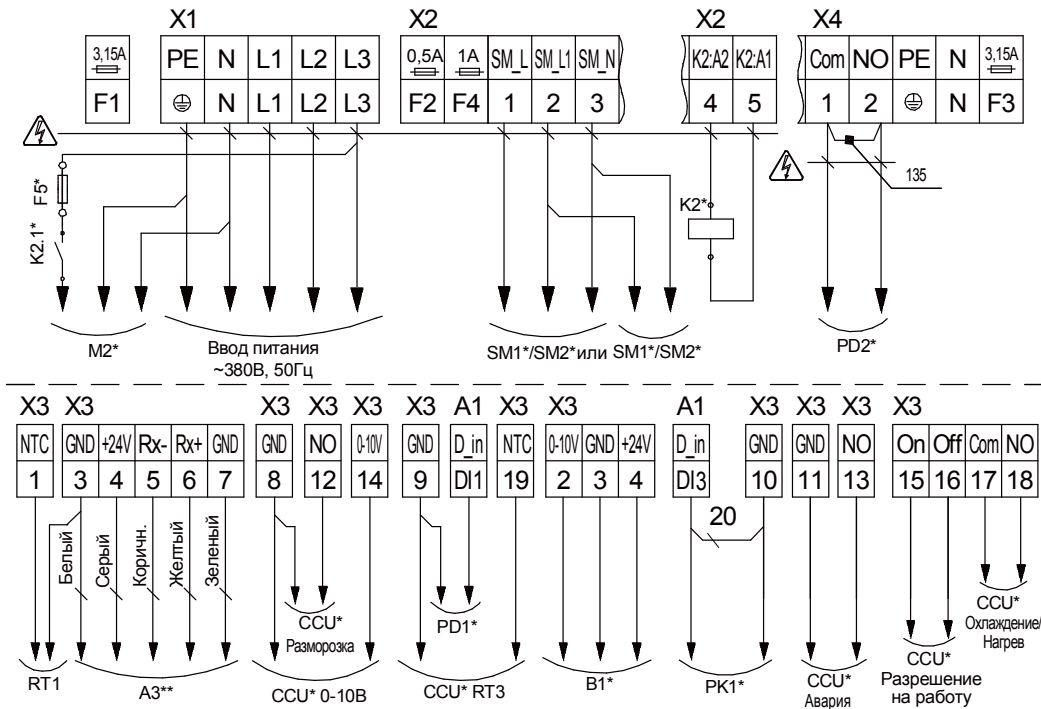 X1 X2 X2 X4
3,15A PE N L1 L2 L3 0,5A 1A SM_L SM_L1 SM_N K2:A2 K2:A1 Com NO PE N 3,15A
F1 N L1 L2 L3 F2 F4 1 2 3 4 5 1 2 N F3
135
F5*
K2*
K2.1*
M2*
Ввод питания
~380В, 50Гц
SM1*/SM2*или SM1*/SM2*
PD2*
X3 X3 X3 X3 X3 X3 A1 X3 X3 A1 X3 X3 X3 X3
NTC GND +24V Rx- Rx+ GND GND NO 0-10V GND D_in NTC 0-10V GND +24V D_in GND GND NO On Off Com NO
1 3 4 5 6 7 8 12 14 9 DI1 19 2 3 4 DI3 10 11 13 15 16 17 18
20
Белый
Серый
Коричн.
Желтый
Зеленый
CCU*
Разморозка
PD1*
CCU*
Охлаждение/
Нагрев
RT1
A3**
CCU* 0-10В
CCU* RT3
B1*
PK1*
CCU*
Авария
CCU*
Разрешение
на работу